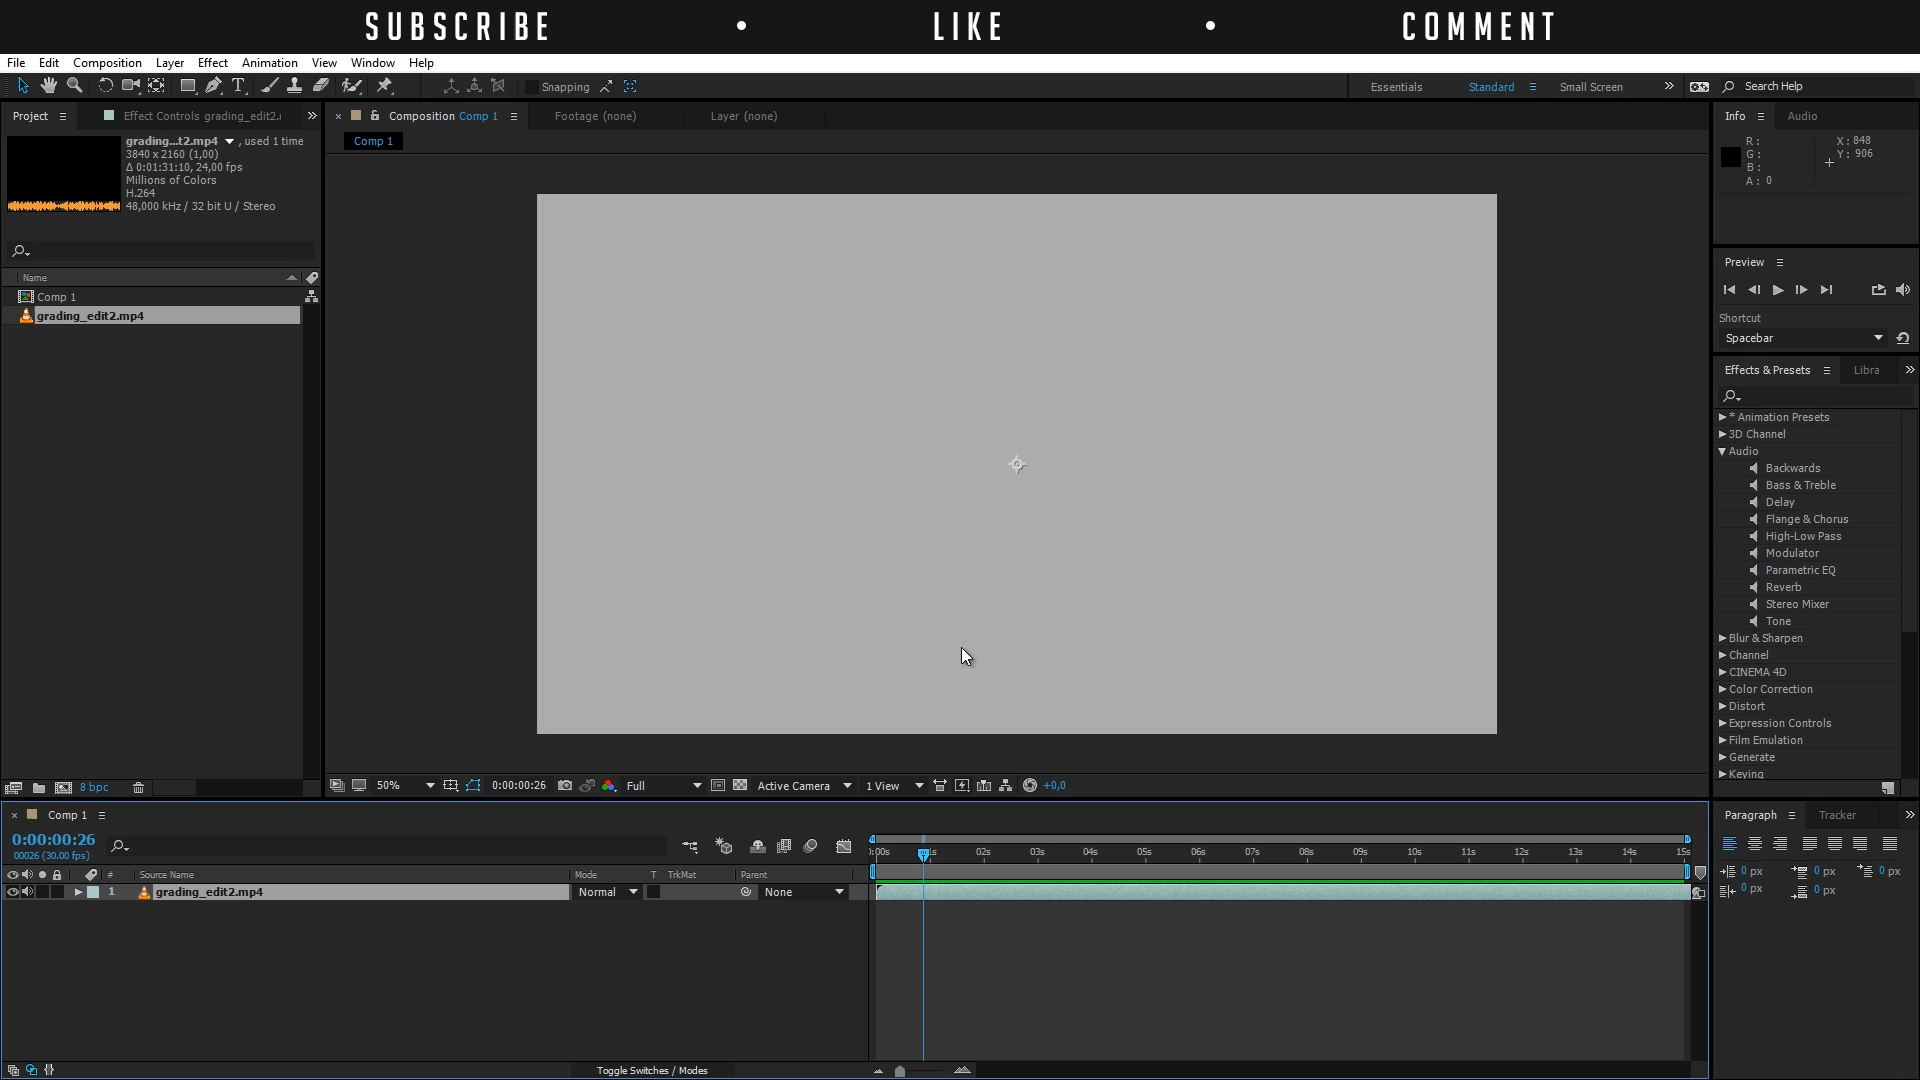 SUBSCRIBE • LIKE • COMMENT
File Edit Composition Layer Effect Animation View Window Help
Snapping
Essentials Standard Small Screen Search Help
Project Effect Controls grading_edit2.
Composition Comp 1 Footage (none) Layer (none)
Info Audio
Comp 1
grading...t2.mp4 , used 1 time
3840 x 2160 (1,00)
Δ 0:01:31:10, 24,00 fps
Millions of Colors
H.264
48,000 kHz / 32 bit U / Stereo
R: X: 848
G: Y: 906
B:
A: 0
Preview
Shortcut
Spacebar
Name
Comp 1
grading_edit2.mp4
Effects & Presets Libra
* Animation Presets
3D Channel
Audio
Backwards
Bass & Treble
Delay
Flange & Chorus
High-Low Pass
Modulator
Parametric EQ
Reverb
Stereo Mixer
Tone
Blur & Sharpen
Channel
CINEMA 4D
Color Correction
Distort
Expression Controls
Film Emulation
Generate
Keying
8 bpc
50% 0:00:00:26 Full Active Camera 1 View +0,0
Comp 1
0:00:00:26
00026 (30.00 fps)
:00s 1s 02s 03s 04s 05s 06s 07s 08s 09s 10s 11s 12s 13s 14s 15s
# Source Name Mode T TrkMat Parent
1 grading_edit2.mp4 Normal None
Toggle Switches / Modes
Paragraph Tracker
0 px 0 px 0 px
0 px 0 px